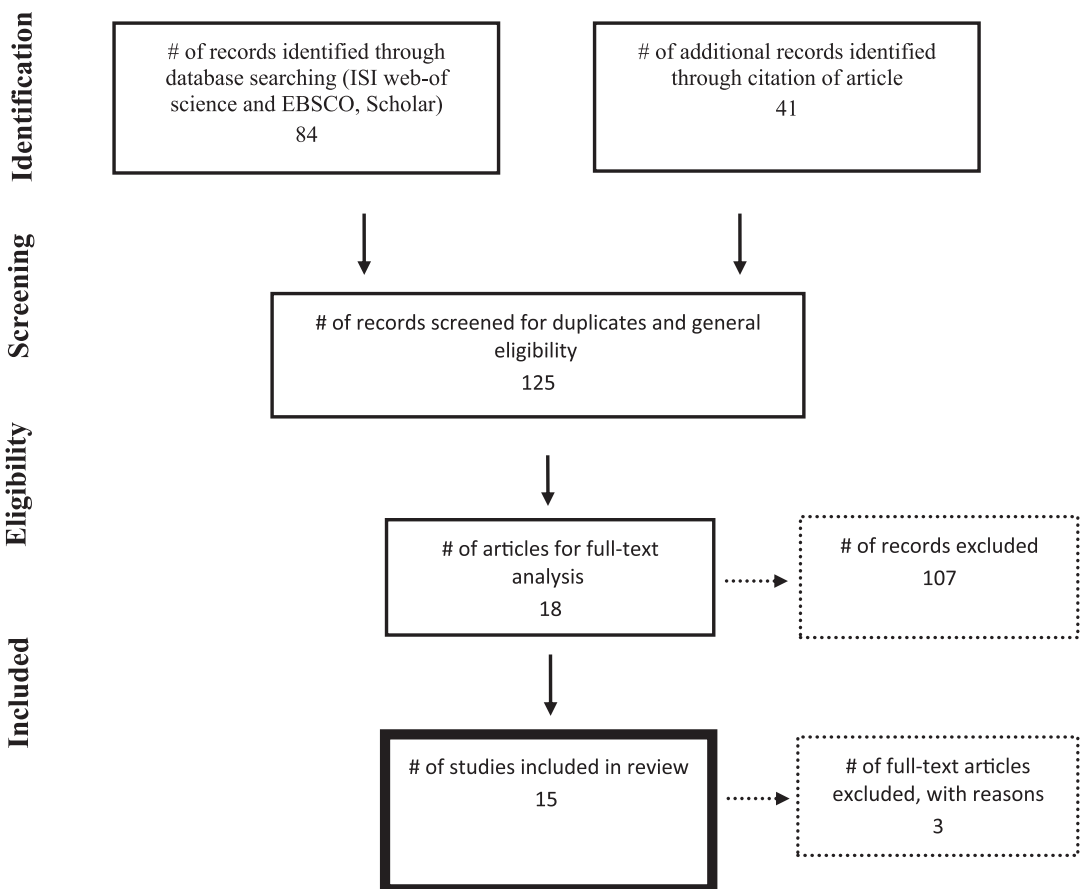 Identification
# of records identified through
database searching (ISI web-of
science and EBSCO, Scholar)
84
# of additional records identified
through citation of article
41
Screening
# of records screened for duplicates and general
eligibility
125
Eligibility
# of articles for full-text
analysis
18
# of records excluded
107
Included
# of studies included in review
15
# of full-text articles
excluded, with reasons
3